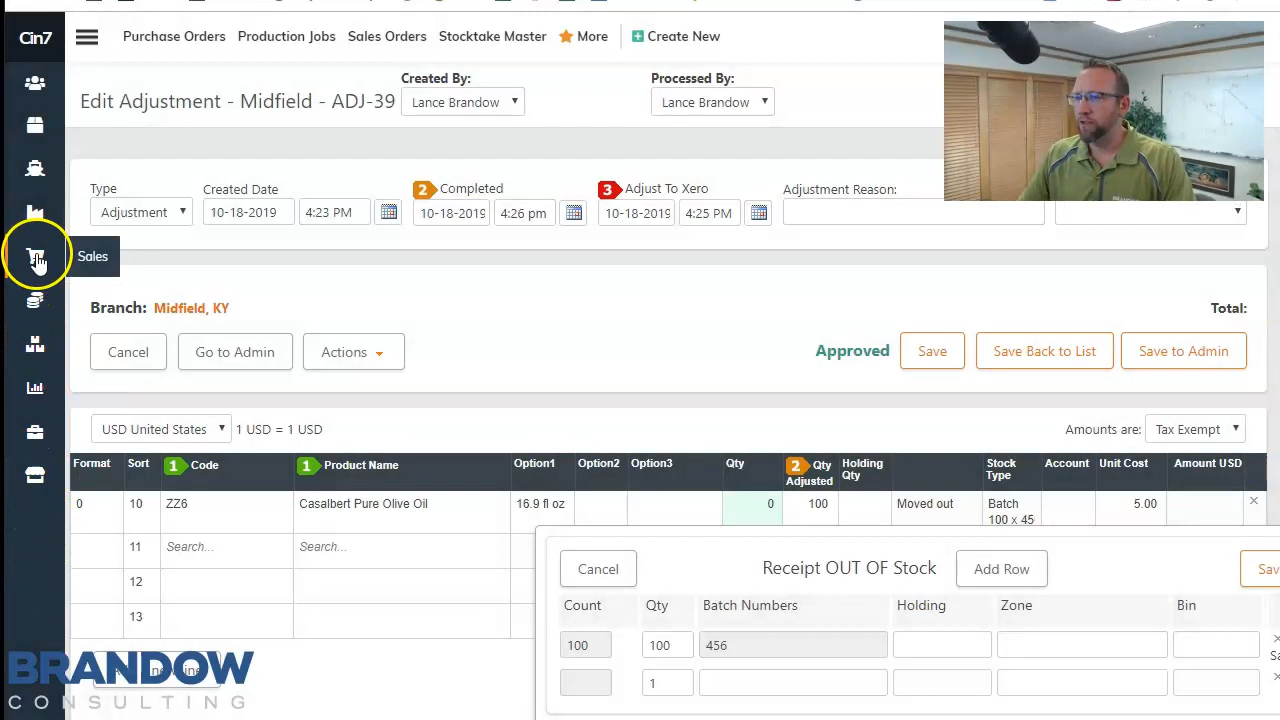 Cin7
Purchase Orders Production Jobs Sales Orders Stocktake Master More Create New
Created By: Processed By:
Edit Adjustment - Midfield - ADJ-39 Lance Brandow Lance Brandow
Type Created Date 2 Completed 3 Adjust To Xero Adjustment Reason:
Adjustment 10-18-2019 4:23 PM 10-18-2019 4:26 pm 10-18-2019 4:25 PM
Sales
Branch: Midfield, KY Total:
Cancel Go to Admin Actions Approved Save Save Back to List Save to Admin
USD United States 1 USD = 1 USD Amounts are: Tax Exempt
Format Sort 1 Code 1 Product Name Option1 Option2 Option3 Qty 2 Qty Adjusted Holding Qty Stock Type Account Unit Cost Amount USD
0 10 ZZ6 Casalbert Pure Olive Oil 16.9 fl oz 0 100 Moved out Batch 5.00
100 x 45
11 Search... Search...
12
13
Cancel Receipt OUT OF Stock Add Row Sav
Count Qty Batch Numbers Holding Zone Bin
100 100 456
Sa
1
BRANDOW
CONSULTING